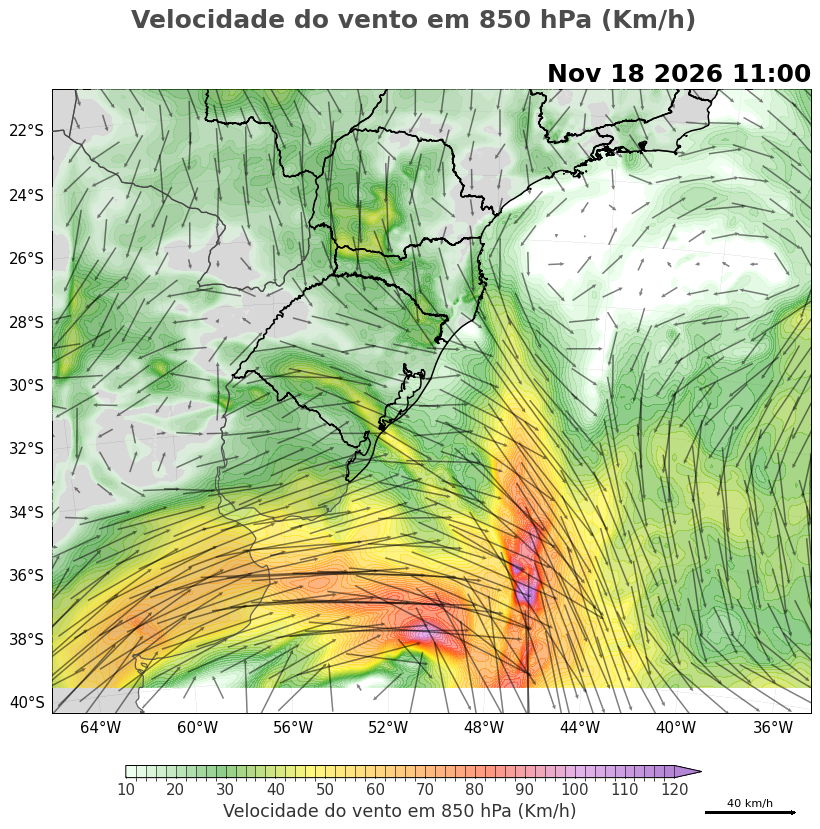 Velocidade do vento em 850 hPa (Km/h)
Nov 18 2026 11:00
22°S
24°S
26°S
28°S
30°S
32°S
34°S
36°S
38°S
40°S
64°W 60°W 56°W 52°W 48°W 44°W 40°W 36°W
10 20 30 40 50 60 70 80 90 100 110 120
Velocidade do vento em 850 hPa (Km/h)
40 km/h